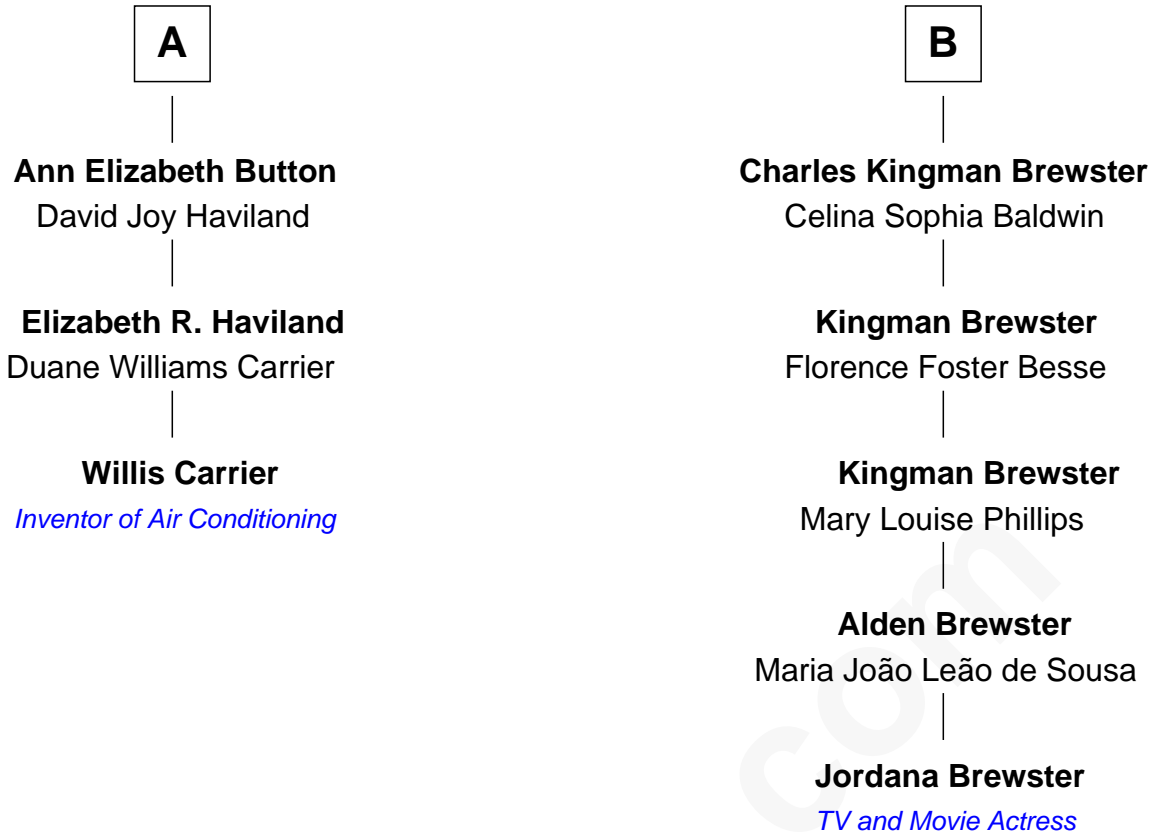 A
Ann Elizabeth Button
David Joy Haviland
Elizabeth R. Haviland
Duane Williams Carrier
Willis Carrier
Inventor of Air Conditioning
B
Charles Kingman Brewster
Celina Sophia Baldwin
Kingman Brewster
Florence Foster Besse
Kingman Brewster
Mary Louise Phillips
Alden Brewster
Maria João Leão de Sousa
Jordana Brewster
TV and Movie Actress
com